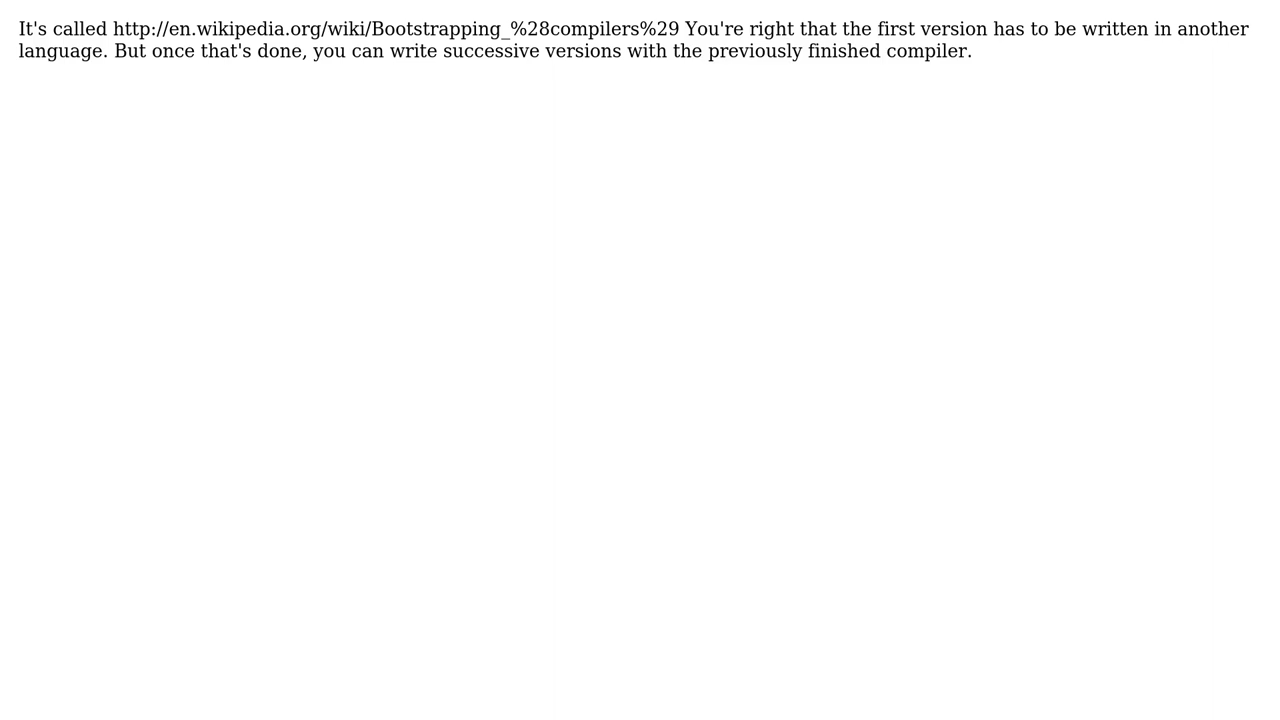 It's called http://en.wikipedia.org/wiki/Bootstrapping_%28compilers%29 You're right that the first version has to be written in another
language. But once that's done, you can write successive versions with the previously finished compiler.